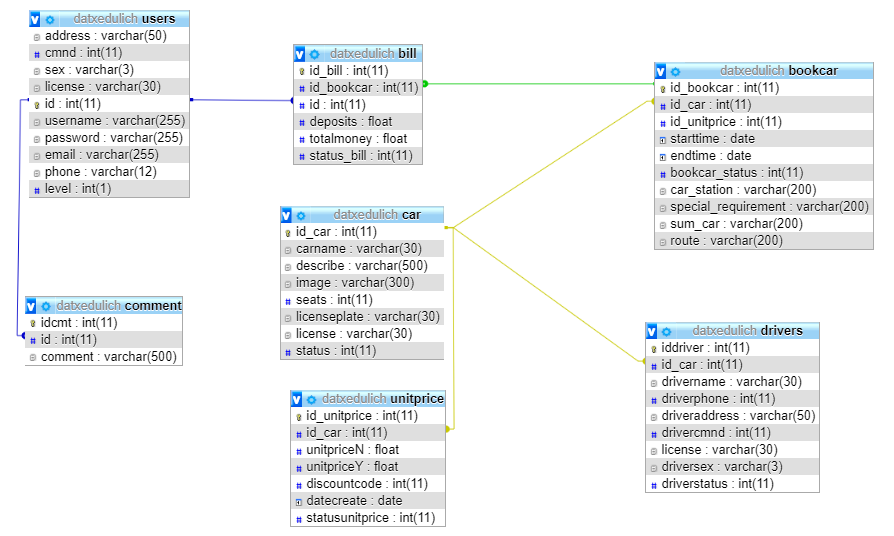 datxedulich users
address : varchar(50)
cmnd : int(11)
sex : varchar(3)
license : varchar(30)
id : int(11)
username : varchar(255)
password : varchar(255)
email : varchar(255)
phone : varchar(12)
level : int(1)
datxedulich bill
id_bill : int(11)
id_bookcar : int(11)
id : int(11)
deposits : float
totalmoney : float
status_bill : int(11)
datxedulich bookcar
id_bookcar : int(11)
id_car : int(11)
id_unitprice : int(11)
starttime : date
endtime : date
bookcar_status : int(11)
car_station : varchar(200)
special_requirement : varchar(200)
sum_car : varchar(200)
route : varchar(200)
datxedulich car
id_car : int(11)
carname : varchar(30)
describe : varchar(500)
image : varchar(300)
seats : int(11)
licenseplate : varchar(30)
license : varchar(30)
status : int(11)
datxedulich comment
idcmt : int(11)
id : int(11)
comment : varchar(500)
datxedulich drivers
iddriver : int(11)
id_car : int(11)
drivername : varchar(30)
driverphone : int(11)
driveraddress : varchar(50)
drivercmnd : int(11)
license : varchar(30)
driversex : varchar(3)
driverstatus : int(11)
datxedulich unitprice
id_unitprice : int(11)
id_car : int(11)
unitpriceN : float
unitpriceY : float
discountcode : int(11)
datecreate : date
statusunitprice : int(11)